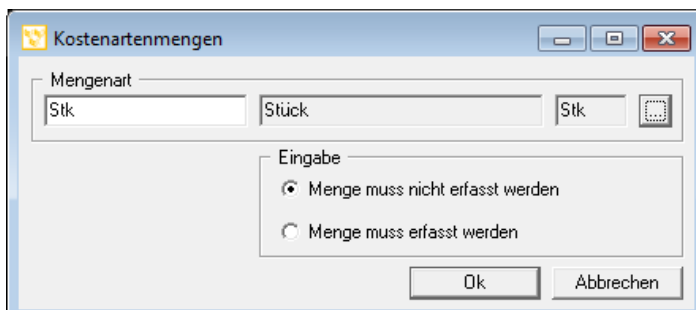 Kostenartenmengen
Mengenart
Stk Stück Stk ...
Eingabe
Menge muss nicht erfasst werden
Menge muss erfasst werden
Ok Abbrechen